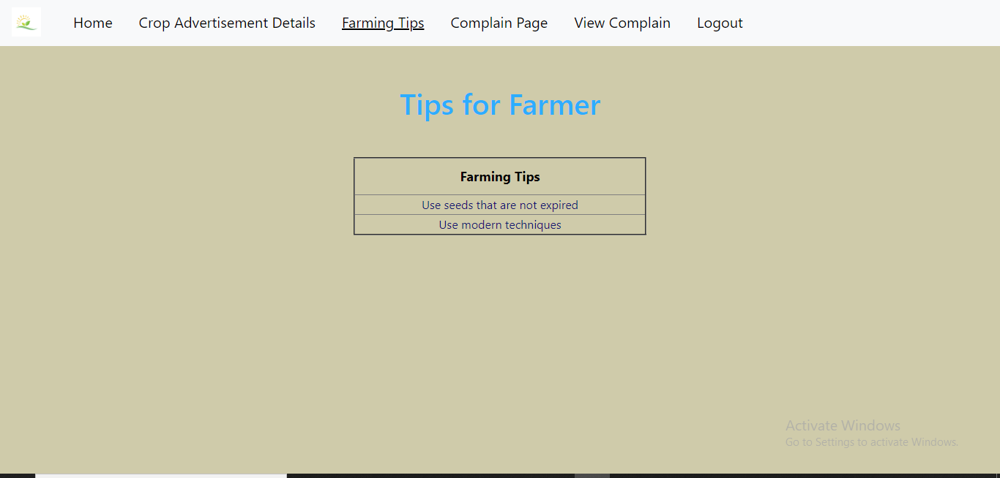 Home Crop Advertisement Details Farming Tips Complain Page View Complain Logout
Tips for Farmer
Farming Tips
Use seeds that are not expired
Use modern techniques
Activate Windows
Go to Settings to activate Windows.